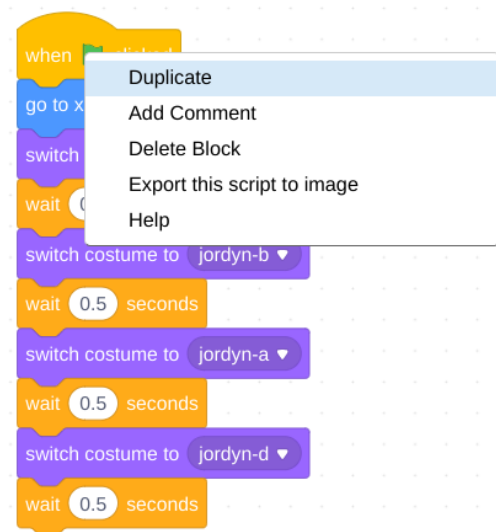 when
Duplicate
go to x
Add Comment
switch
Delete Block
Export this script to image
wait
Help
switch costume to jordyn-b
wait 0.5 seconds
switch costume to jordyn-a
wait 0.5 seconds
switch costume to jordyn-d
wait 0.5 seconds